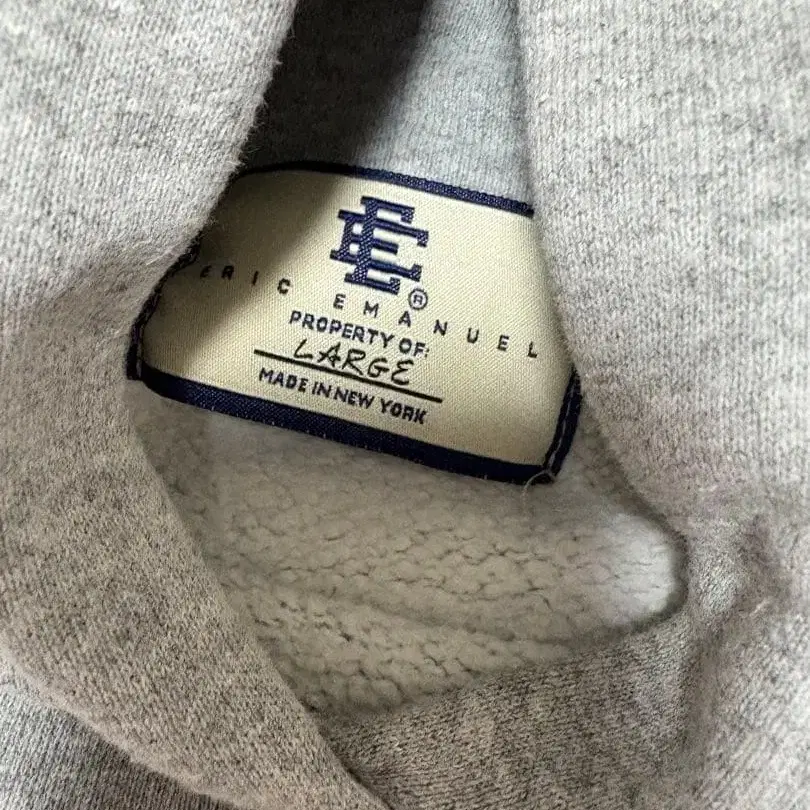 EE
®
ERIC EMANUEL
PROPERTY OF:
LARGE
MADE IN NEW YORK